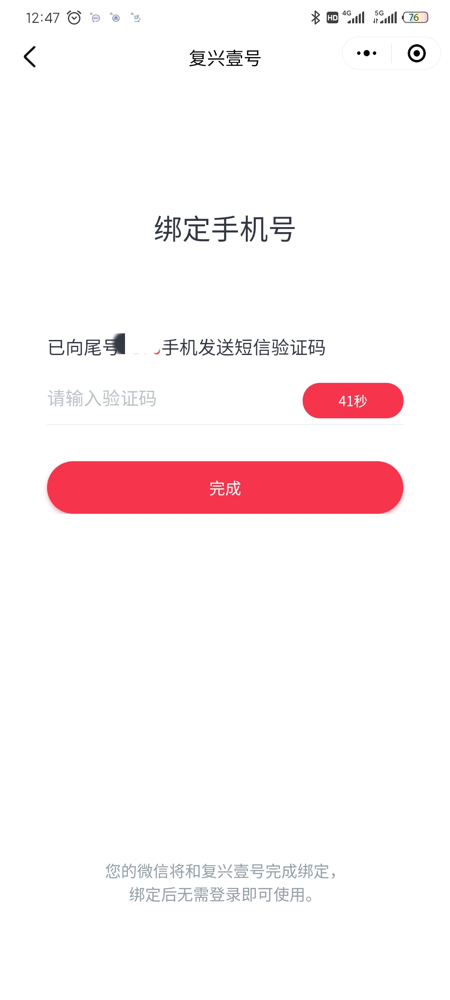 12:47
HD 4G 5G 76
复兴壹号
绑定手机号
已向尾号 手机发送短信验证码
请输入验证码
41秒
完成
您的微信将和复兴壹号完成绑定，
绑定后无需登录即可使用。